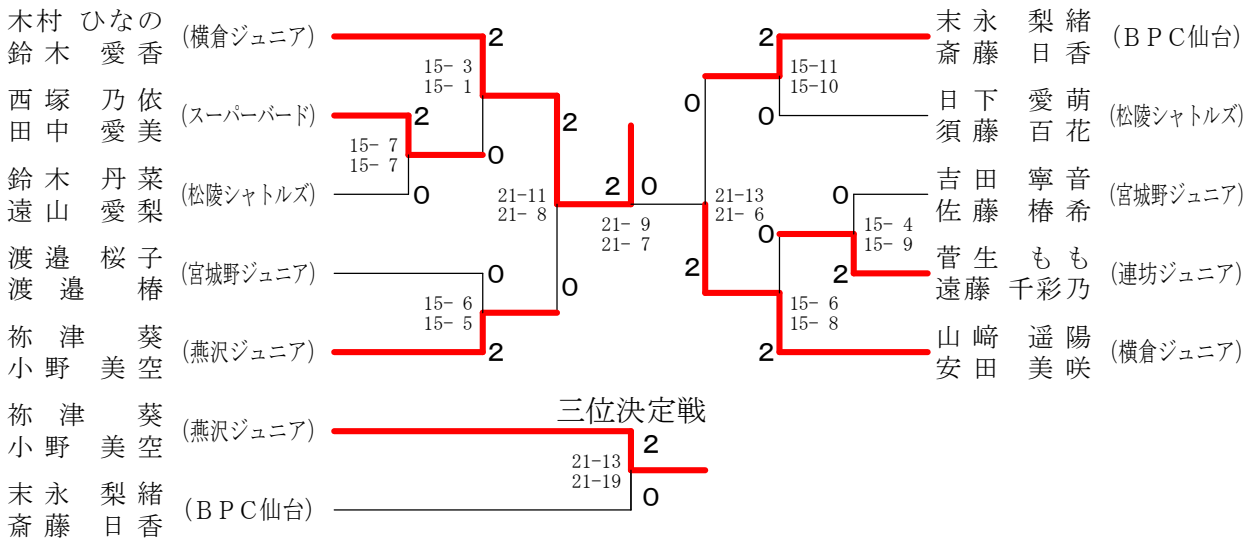 木村 ひなの
鈴木 愛香
(横倉ジュニア)
2
15- 3
15- 1
西塚 乃依
田中 愛美
(スーパーバード)
2
0
15- 7
15- 7
鈴木 丹菜
遠山 愛梨
(松陵シャトルズ)
0
2
21-11
21- 8
渡邉 桜子
渡邉 椿
(宮城野ジュニア)
0
0
15- 6
15- 5
祢津 葵
小野 美空
(燕沢ジュニア)
2
2 0
21- 9
21- 7
末永 梨緒
斎藤 日香
(BPC仙台)
2
15-11
15-10
0
日下 愛萌
須藤 百花
(松陵シャトルズ)
0
21-13
21- 6
吉田 寧音
佐藤 椿希
(宮城野ジュニア)
0
15- 4
15- 9
0
菅生 もも
遠藤 千彩乃
(連坊ジュニア)
2
2
15- 6
15- 8
山﨑 遥陽
安田 美咲
(横倉ジュニア)
2
三位決定戦
祢津 葵
小野 美空
(燕沢ジュニア)
2
21-13
21-19
末永 梨緒
斎藤 日香
(BPC仙台)
0